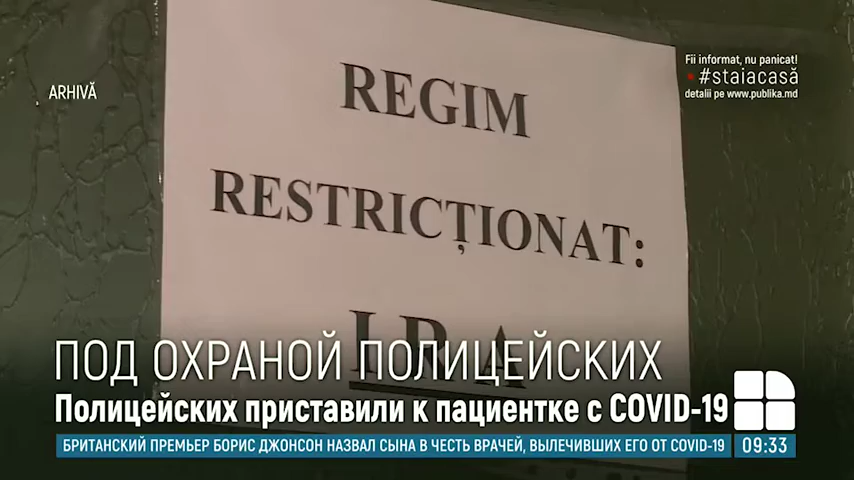 Fii informat, nu panicat!
#staiacasă
detalii pe www.publika.md
ARHIVĂ
REGIM
RESTRICȚIONAT:
I R A
ПОД ОХРАНОЙ ПОЛИЦЕЙСКИХ
Полицейских приставили к пациентке с COVID-19
БРИТАНСКИЙ ПРЕМЬЕР БОРИС ДЖОНСОН НАЗВАЛ СЫНА В ЧЕСТЬ ВРАЧЕЙ, ВЫЛЕЧИВШИХ ЕГО ОТ COVID-19
09:33